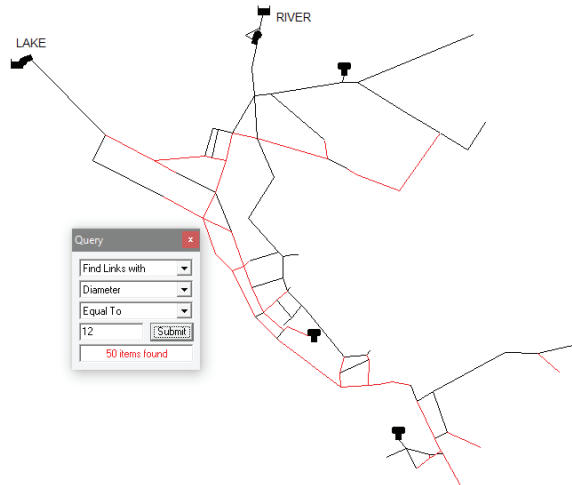 RIVER
LAKE
Query
x
Find Links with
Diameter
Equal To
12 Submit
50 items found